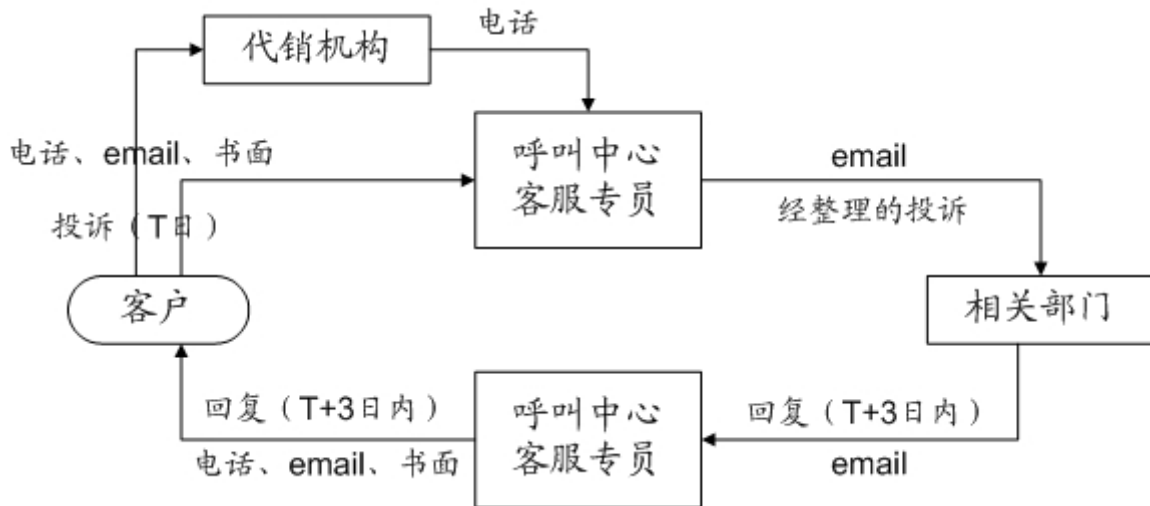 代销机构
电话
电话、email、书面
呼叫中心
客服专员
email
经整理的投诉
投诉（T日）
客户
相关部门
回复（T+3日内）
呼叫中心
客服专员
回复（T+3日内）
电话、email、书面
email